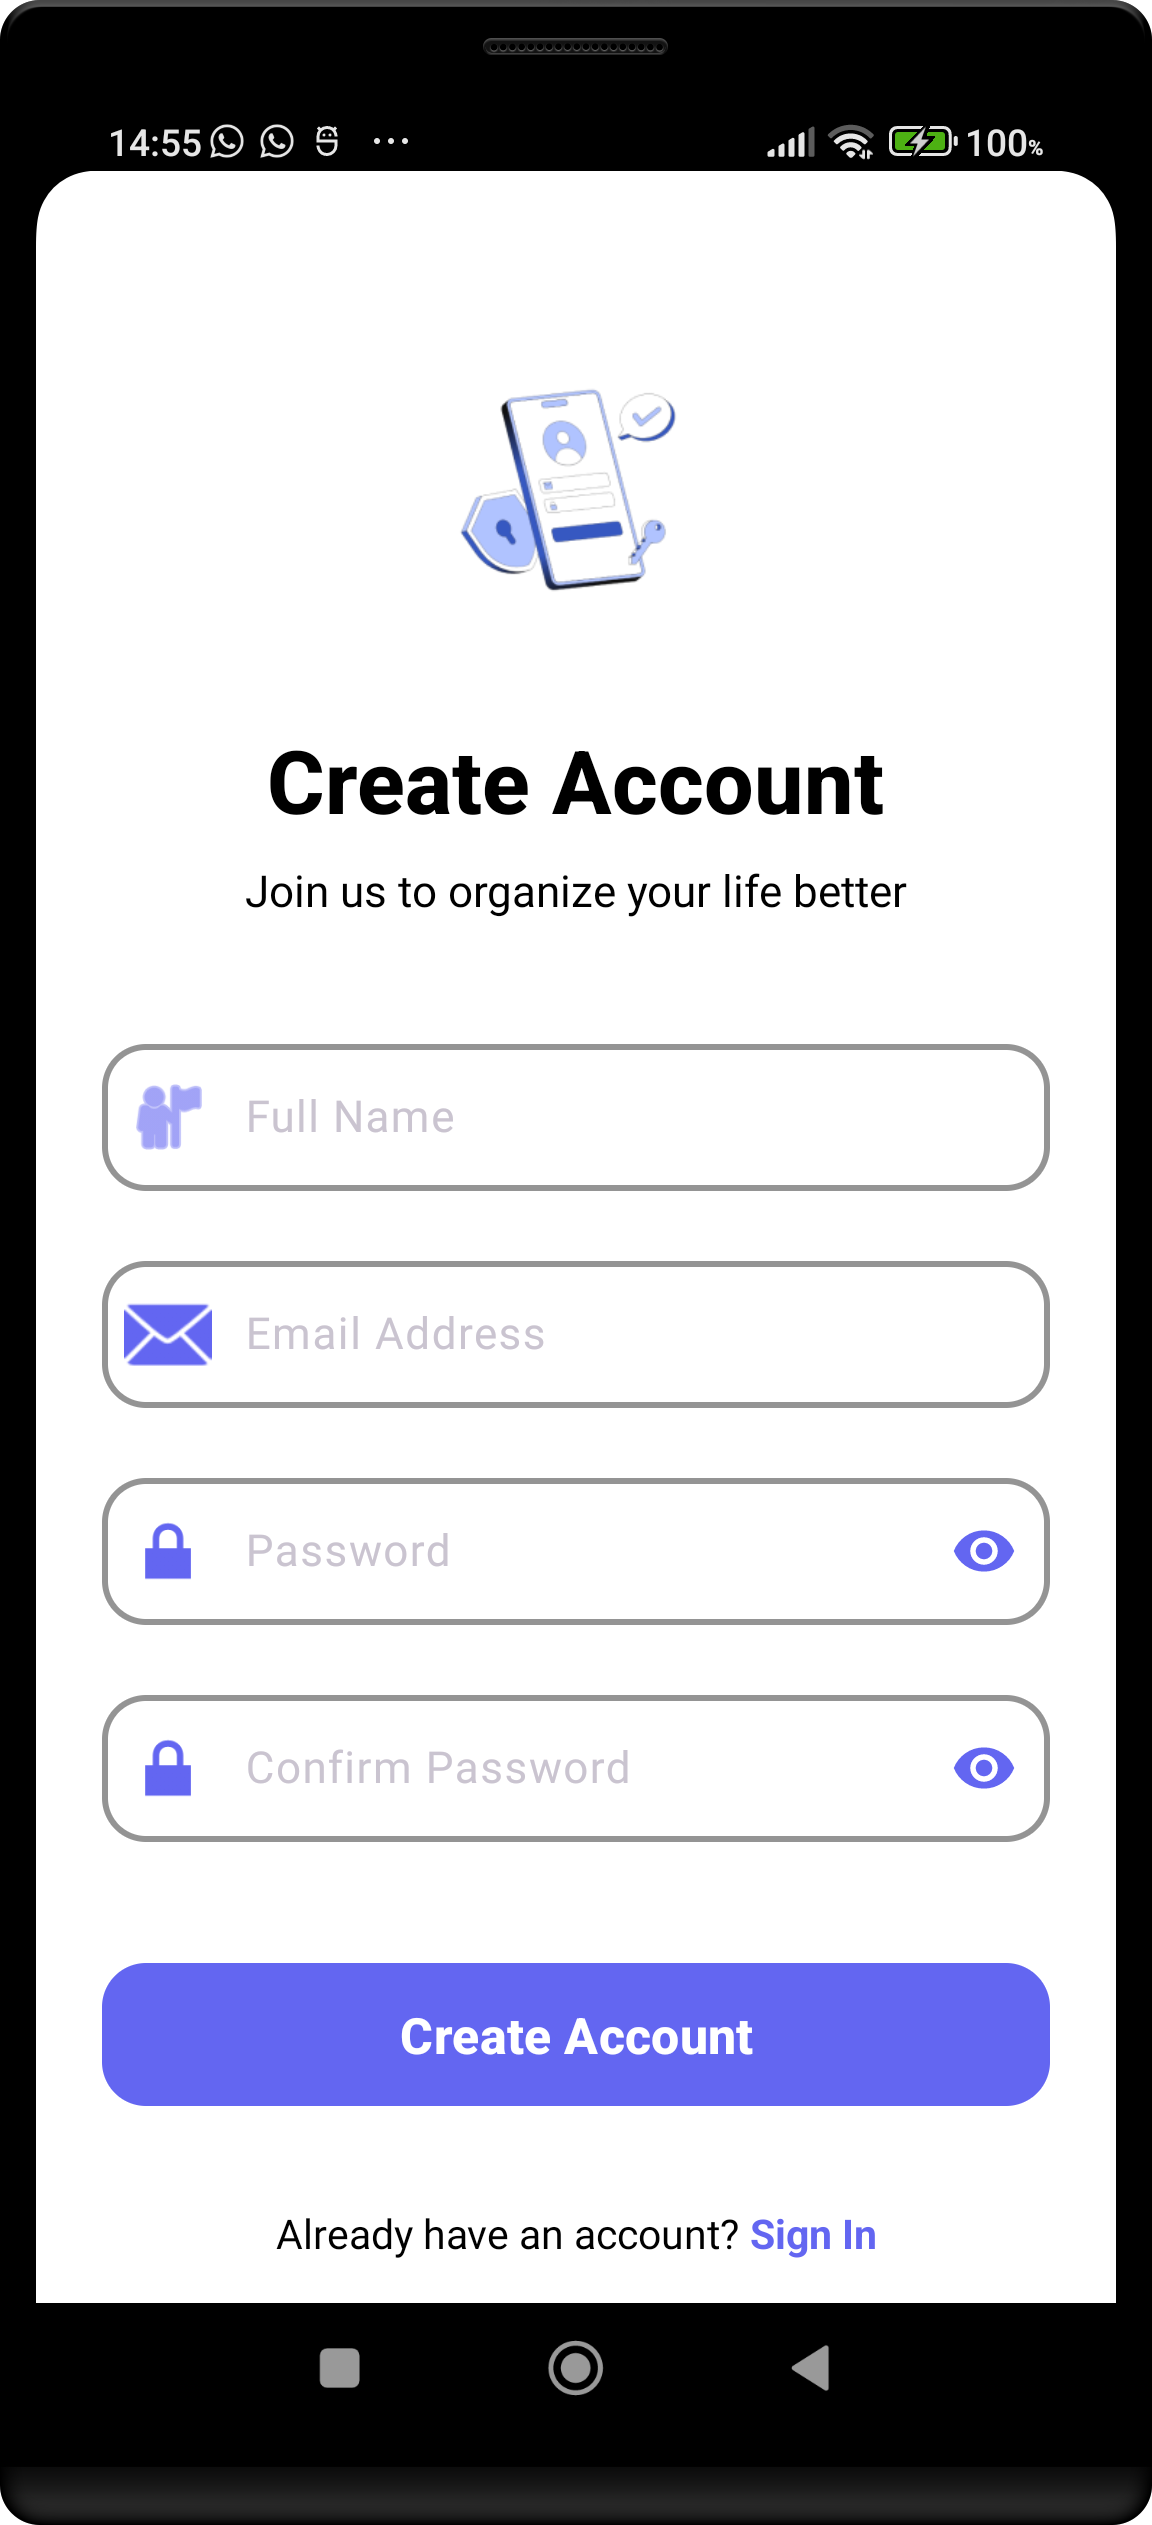 14:55 100%
Create Account
Join us to organize your life better
Full Name
Email Address
Password
Confirm Password
Create Account
Already have an account? Sign In